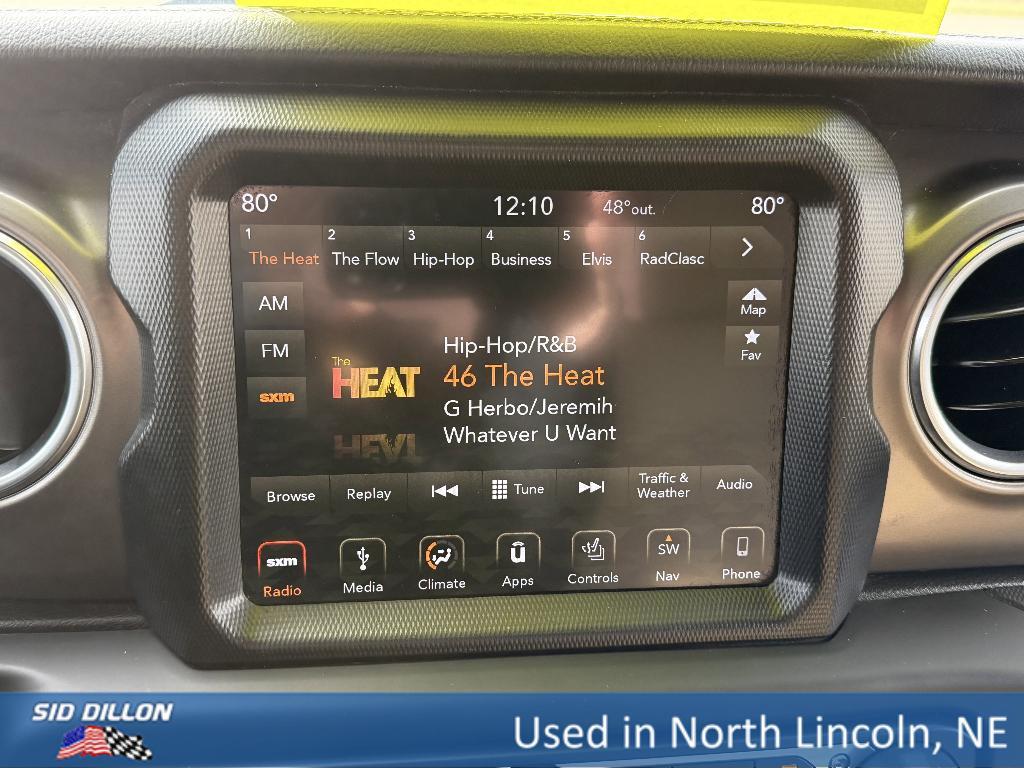 80° 12:10 48°out. 80°
1 2 3 4 5 6
The Heat The Flow Hip-Hop Business Elvis RadClasc
AM
Map
FM
Fav
sxm
The
HEAT
Hip-Hop/R&B
46 The Heat
G Herbo/Jeremih
Whatever U Want
Browse Replay Tune Traffic & Audio
Weather
sxm SW
Radio Media Climate Apps Controls Nav Phone
SID DILLON
Used in North Lincoln, NE